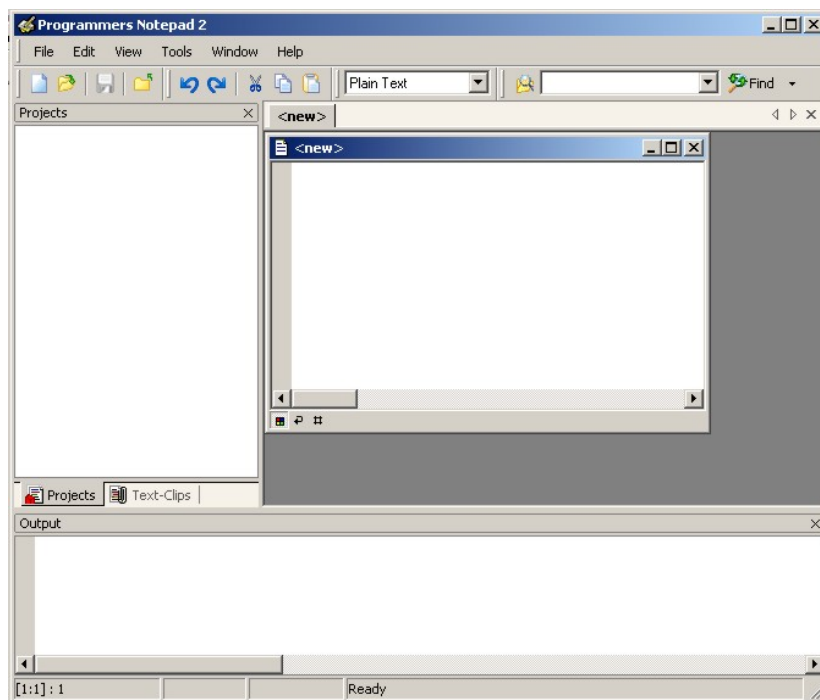 Programmers Notepad 2
File Edit View Tools Window Help
Plain Text Find
Projects
<new>
<new>
Projects Text-Clips
Output
[1:1] : 1 Ready